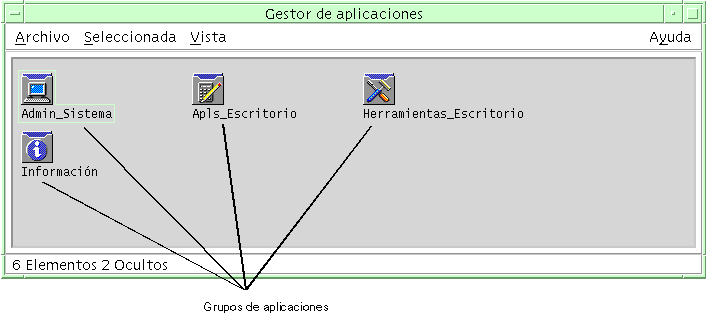 Gestor de aplicaciones
Archivo Seleccionada Vista Ayuda
Admin_Sistema Apls_Escritorio Herramientas_Escritorio
Información
6 Elementos 2 Ocultos
Grupos de aplicaciones